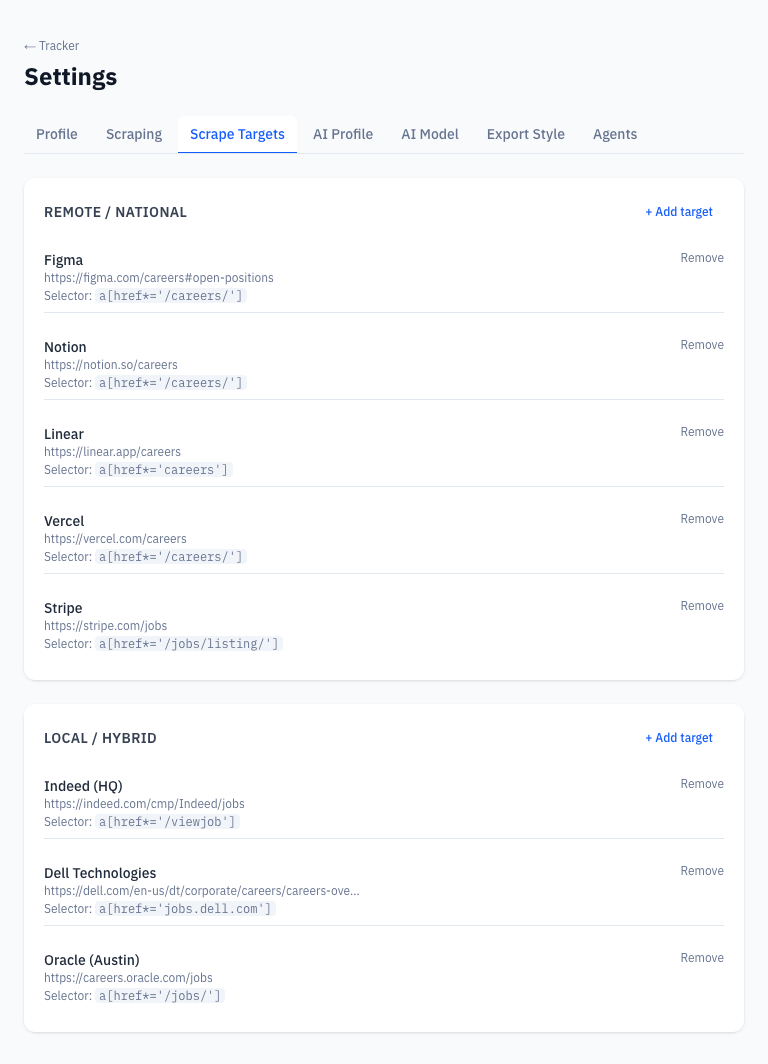 ← Tracker
Settings
Profile Scraping Scrape Targets AI Profile AI Model Export Style Agents
REMOTE / NATIONAL + Add target
Figma Remove
https://figma.com/careers#open-positions
Selector: a[href*='/careers/']
Notion Remove
https://notion.so/careers
Selector: a[href*='/careers/']
Linear Remove
https://linear.app/careers
Selector: a[href*='careers']
Vercel Remove
https://vercel.com/careers
Selector: a[href*='/careers/']
Stripe Remove
https://stripe.com/jobs
Selector: a[href*='/jobs/listing/']
LOCAL / HYBRID + Add target
Indeed (HQ) Remove
https://indeed.com/cmp/Indeed/jobs
Selector: a[href*='/viewjob']
Dell Technologies Remove
https://dell.com/en-us/dt/corporate/careers/careers-ove...
Selector: a[href*='jobs.dell.com']
Oracle (Austin) Remove
https://careers.oracle.com/jobs
Selector: a[href*='/jobs/']